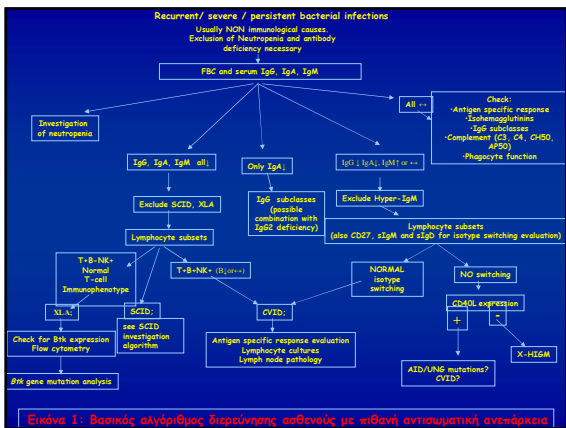 Recurrent/ severe / persistent bacterial infections
Usually NON immunological causes.
Exclusion of Neutropenia and antibody
deficiency necessary
FBC and serum IgG, IgA, IgM
Investigation
of neutropenia
All ↔
Check:
•Antigen specific response
•Isohemagglutinins
•IgG subclasses
•Complement (C3, C4, CH50,
AP50)
•Phagocyte function
IgG, IgA, IgM all↓
Only IgA↓
IgG ↓ IgA↓, IgM↑ or ↔
Exclude SCID, XLA
IgG subclasses
(possible
combination with
IgG2 deficiency)
Exclude Hyper-IgM
Lymphocyte subsets
Lymphocyte subsets
(also CD27, sIgM and sIgD for isotype switching evaluation)
T+B-NK+
Normal
T-cell
Immunophenotype
T+B+NK+ (B↓or↔)
NORMAL
isotype
switching
NO switching
XLA;
SCID;
see SCID
investigation
algorithm
CVID;
CD40L expression
+
-
Check for Btk expression
Flow cytometry
Antigen specific response evaluation
Lymphocyte cultures
Lymph node pathology
X-HIGM
Btk gene mutation analysis
AID/UNG mutations?
CVID?
Εικόνα 1: Βασικός αλγόριθμος διερεύνησης ασθενούς με πιθανή αντισωματική ανεπάρκεια